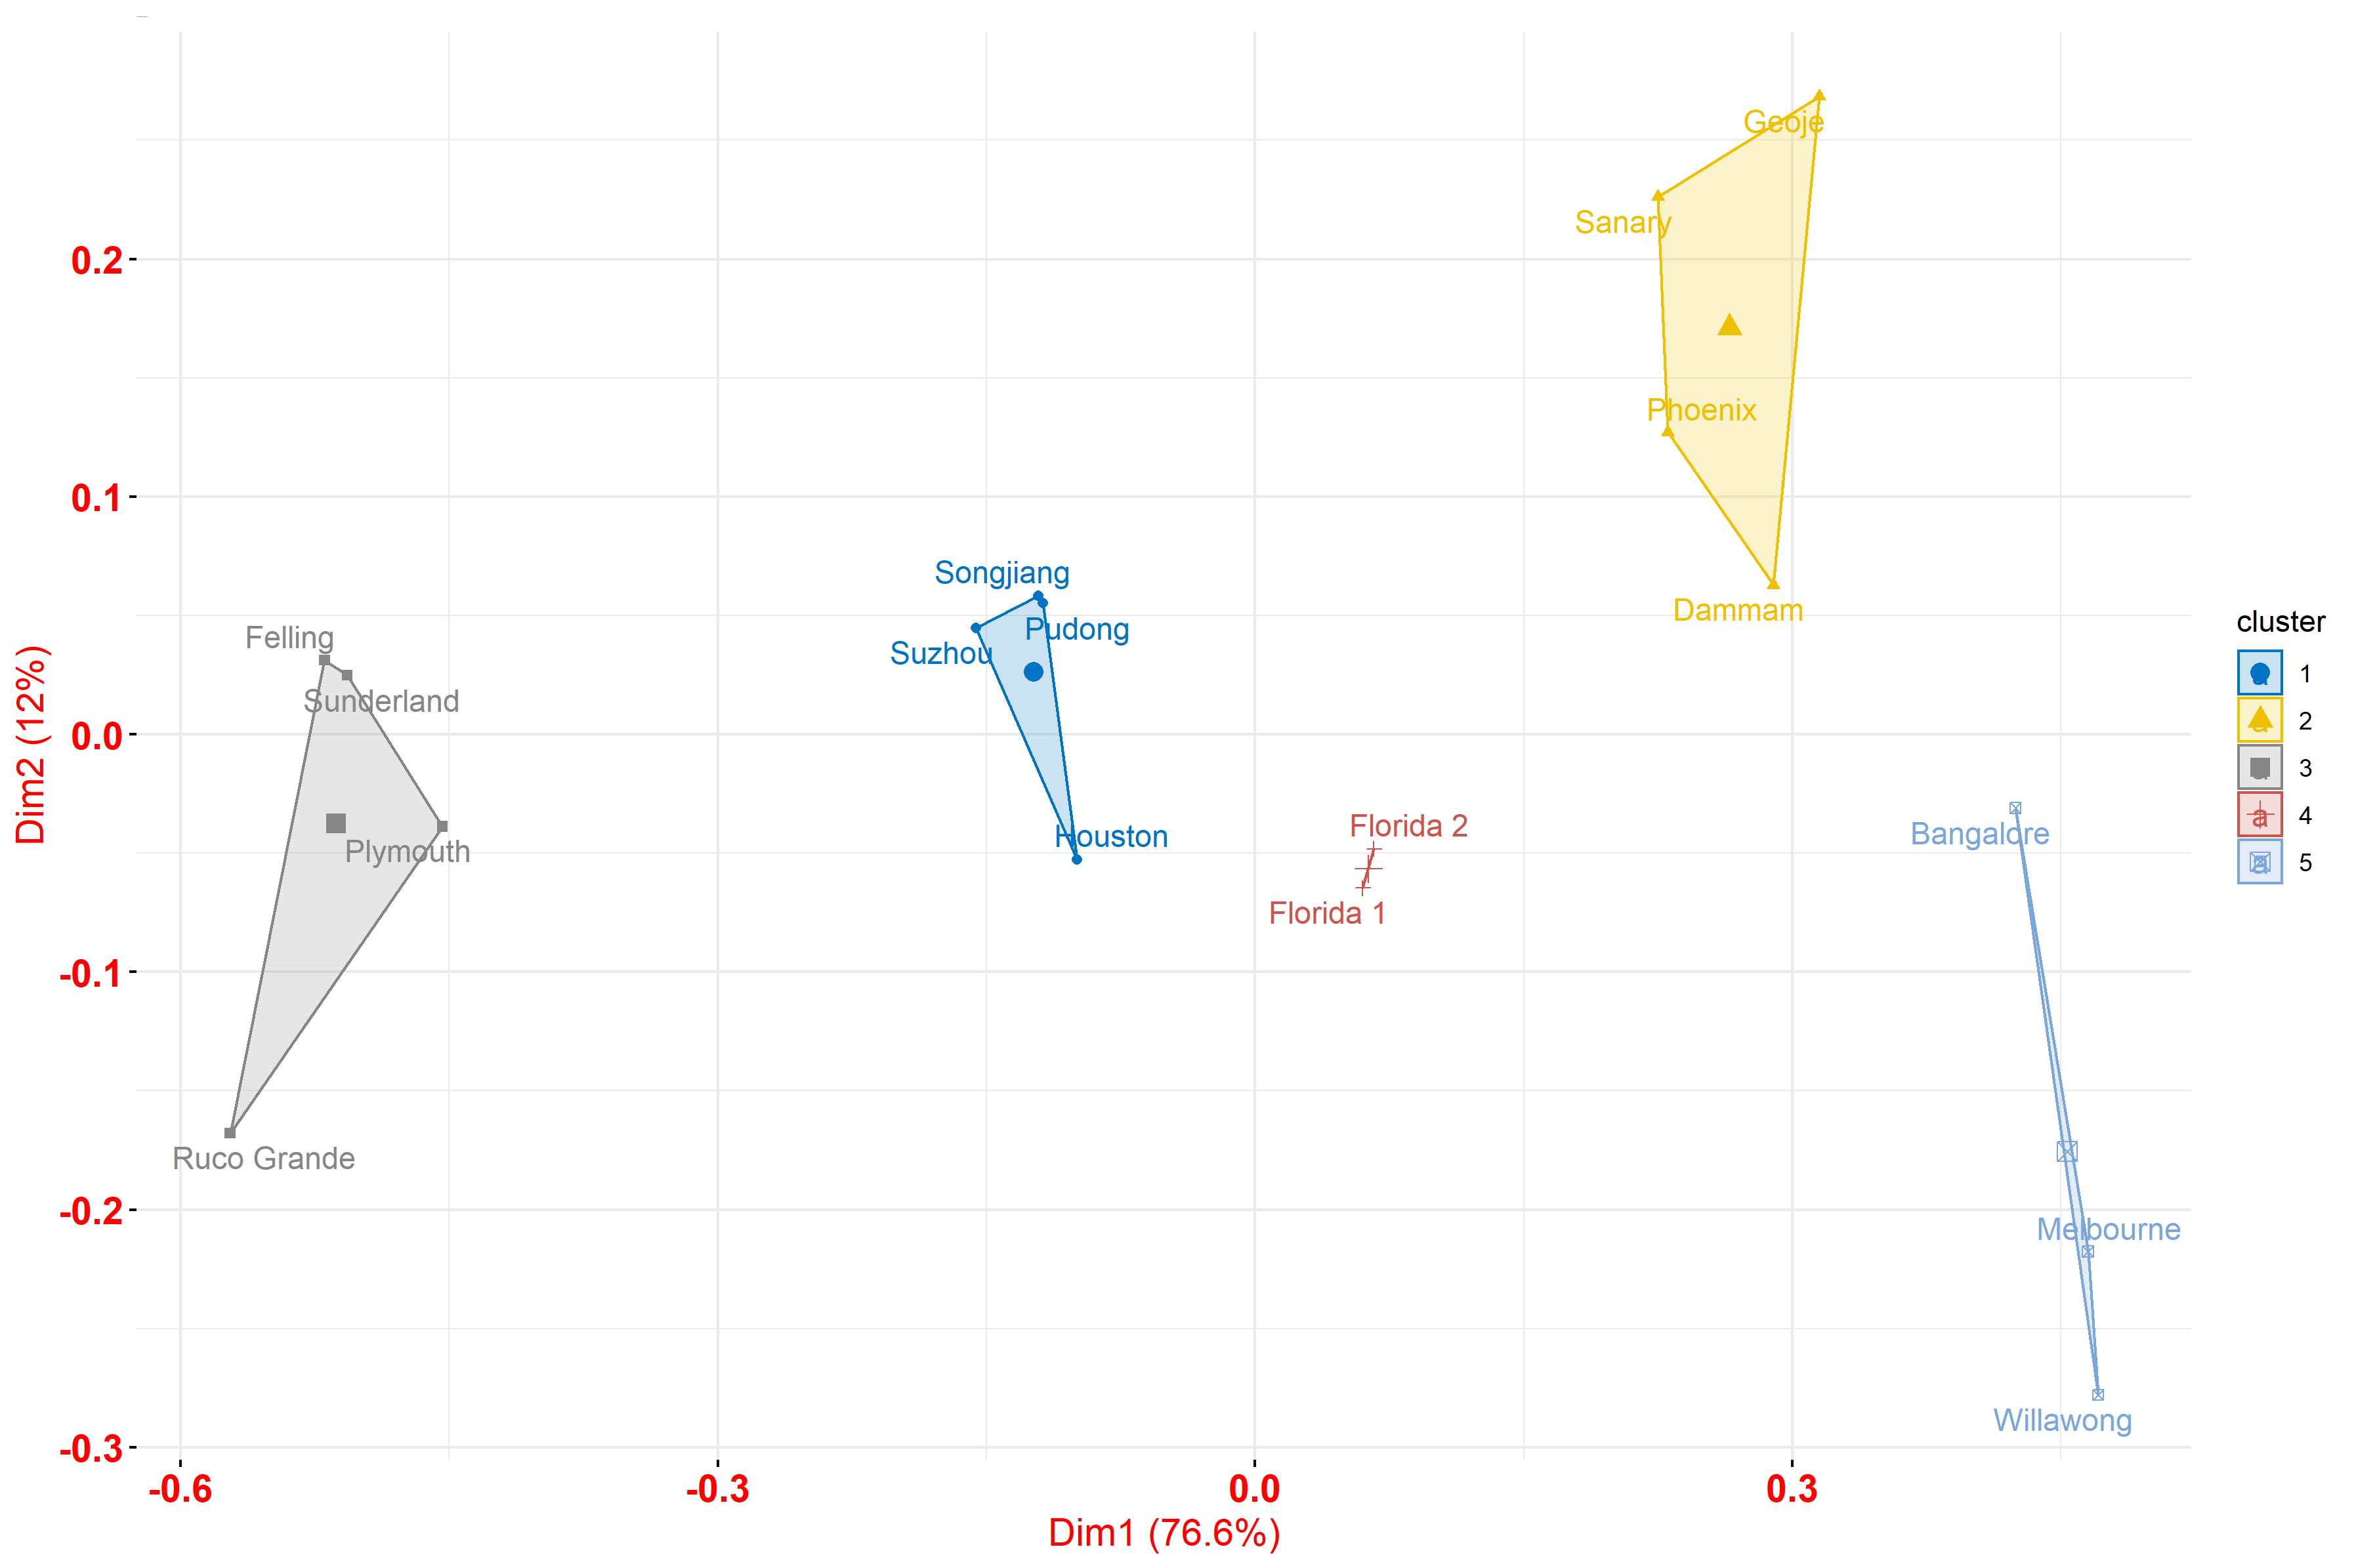 Geoje
Sanary
0.2
Phoenix
0.1
Songjiang
Dammam
cluster
Pudong
Felling
Suzhou
1
Sunderland
2
0.0
3
Dim2 (12%)
Florida 2
4
Houston
Bangalore
Plymouth
5
Florida 1
-0.1
Ruco Grande
-0.2
Melbourne
Willawong
-0.3
-0.6 -0.3 0.0 0.3
Dim1 (76.6%)